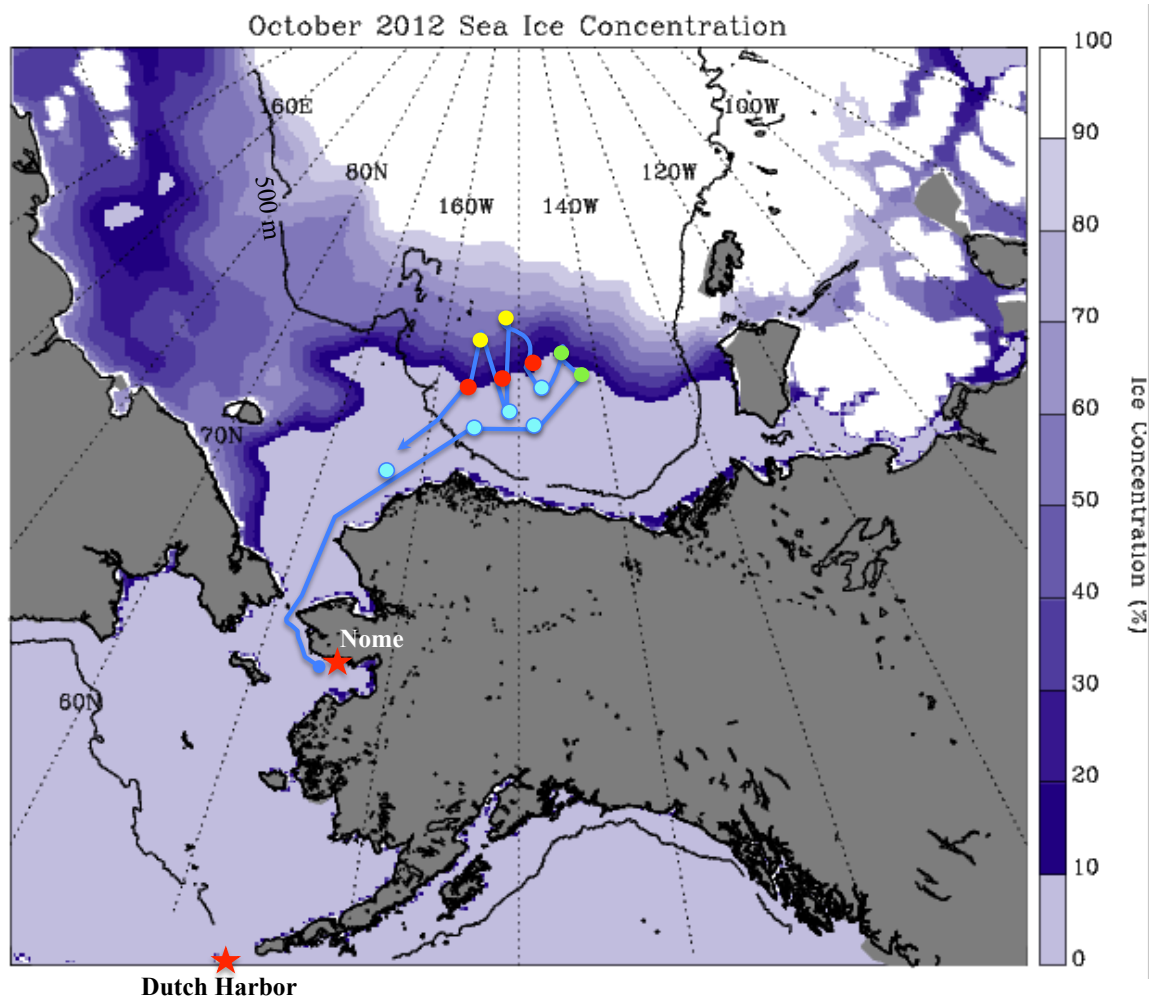 October 2012 Sea Ice Concentration
100
160E
100W
90
80N
120W
500 m
160W
140W
80
70
Ice Concentration (%)
60
70N
50
40
Nome
30
60N
20
10
0
Dutch Harbor